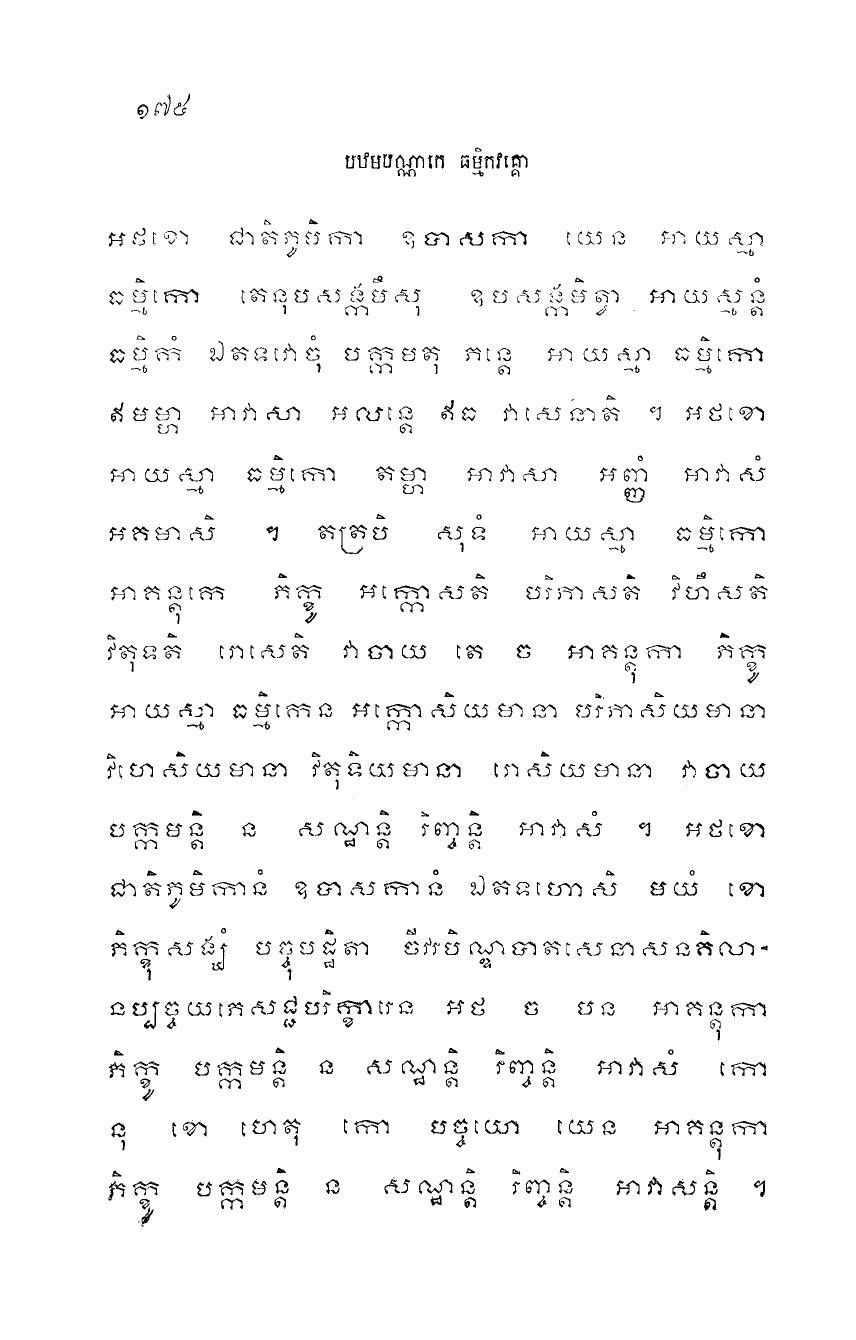 ១៧៥
បឋមបណ្ណាកេ ធម្មិកវគ្គោ
អថខោ ជាតិភូមិកា ឧបាសកា យេន អាយស្មា
ធម្មិកោ តេនុបសង្កមឹសុ ឧបសង្កមិត្វា អាយស្មន្តំ
ធម្មិកំ ឯតទវោចុំ បក្កមតុ ភន្តេ អាយស្មា ធម្មិកោ
ឥមម្ហា អាវាសា អលន្តេ ឥធ វាសេនាតិ ។ អថខោ
អាយស្មា ធម្មិកោ តម្ហា អាវាសា អញ្ញំ អាវាសំ
អគមាសិ ។ តត្របិ សុទំ អាយស្មា ធម្មិកោ
អាគន្តុកេ ភិក្ខូ អក្កោសតិ បរិភាសតិ វិហឹសតិ
វិតុទតិ រោសេតិ វាចាយ តេ ច អាគន្តុកា ភិក្ខូ
អាយស្មា ធម្មិកេន អក្កោសិយមានា បរិភាសិយមានា
វិហេសិយមានា វិតុទិយមានា រោសិយមានា វាចាយ
បក្កមន្តិ ន សណ្ឋន្តិ រិញ្ចន្តិ អាវាសំ ។ អថខោ
ជាតិភូមិកានំ ឧបាសកានំ ឯតទហោសិ មយំ ខោ
ភិក្ខុសង្ឃំ បច្ចុបដ្ឋិតា ចីវរបិណ្ឌបាតសេនាសនគិលា-
នប្បច្ចយភេសជ្ជបរិក្ខារេន អថ ច បន អាគន្តុកា
ភិក្ខូ បក្កមន្តិ ន សណ្ឋន្តិ រិញ្ចន្តិ អាវាសំ កោ
នុ ខោ ហេតុ កោ បច្ចយោ យេន អាគន្តុកា
ភិក្ខូ បក្កមន្តិ ន សណ្ឋន្តិ រិញ្ចន្តិ អាវាសន្តិ ។